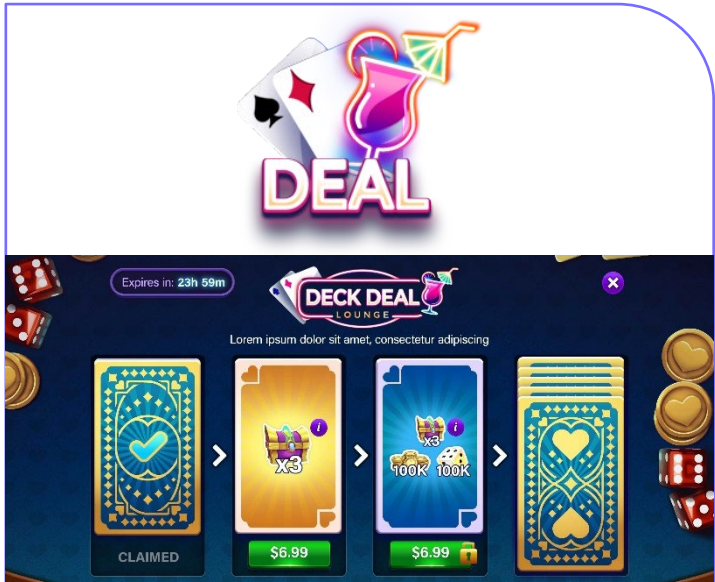 DEAL
Expires in: 23h 59m
DECK DEAL
LOUNGE
Lorem ipsum dolor sit amet, consectetur adipiscing
i
i
x3
x3
100K 100K
CLAIMED
$6.99
$6.99